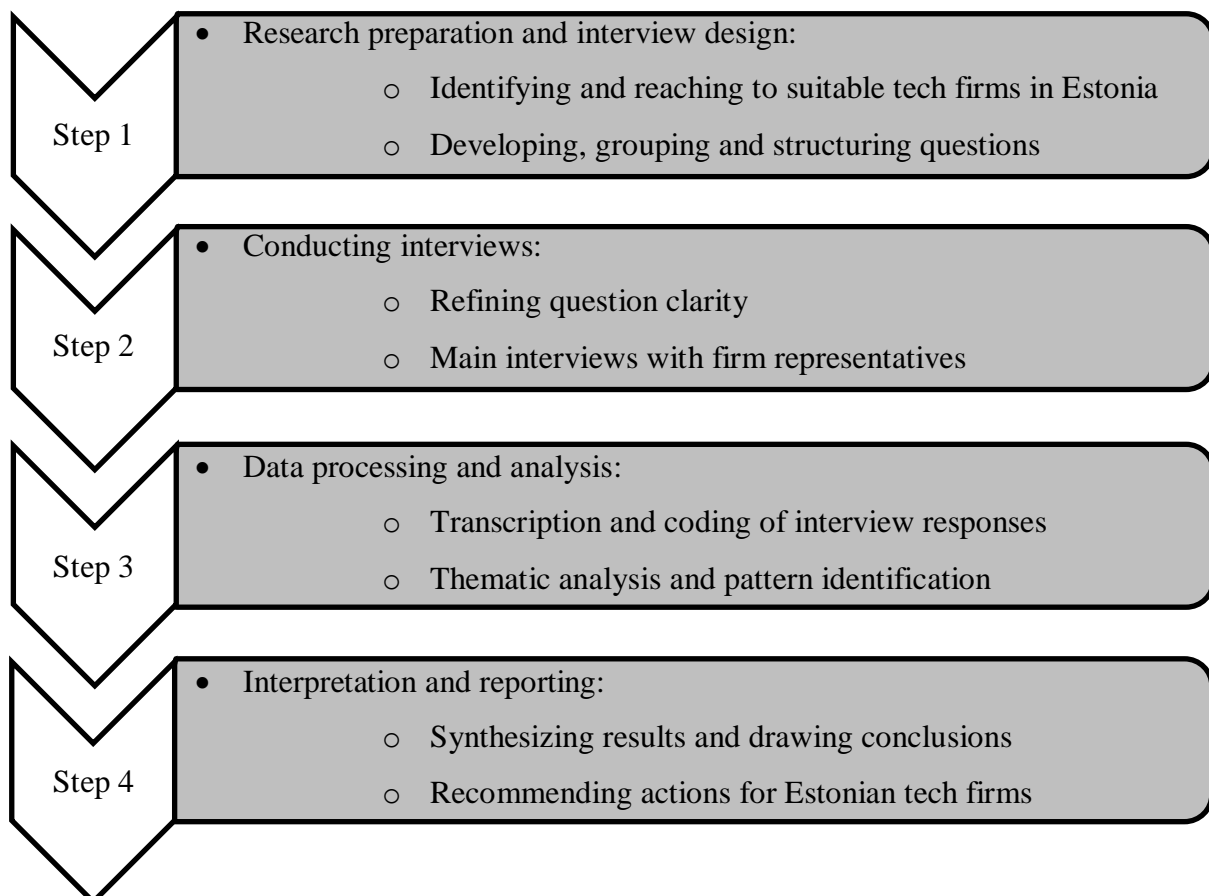 Step 1
• Research preparation and interview design:
o Identifying and reaching to suitable tech firms in Estonia
o Developing, grouping and structuring questions
Step 2
• Conducting interviews:
o Refining question clarity
o Main interviews with firm representatives
Step 3
• Data processing and analysis:
o Transcription and coding of interview responses
o Thematic analysis and pattern identification
Step 4
• Interpretation and reporting:
o Synthesizing results and drawing conclusions
o Recommending actions for Estonian tech firms